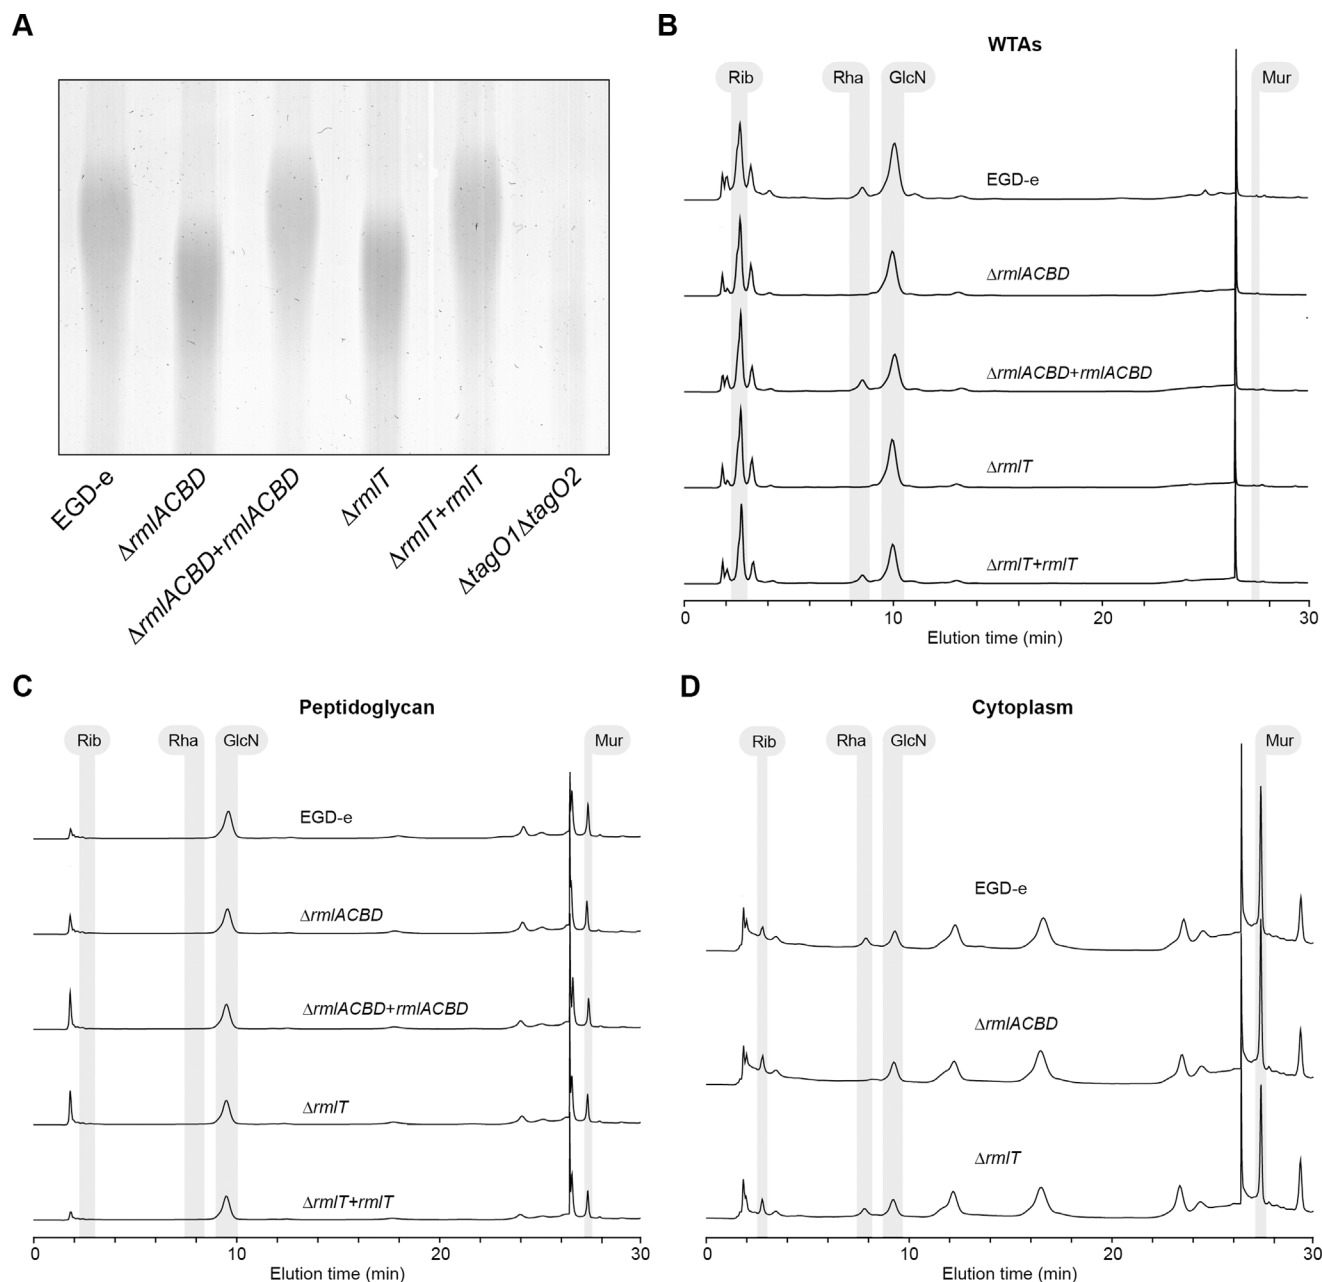 A
EGD-e
ΔrmlACBD
ΔrmlACBD+rmlACBD
ΔrmlT
ΔrmlT+rmlT
ΔtagO1ΔtagO2
B
WTAs
Rib
Rha
GlcN
Mur
EGD-e
ΔrmlACBD
ΔrmlACBD+rmlACBD
ΔrmlT
ΔrmlT+rmlT
0
10
20
30
Elution time (min)
C
Peptidoglycan
Rib
Rha
GlcN
Mur
EGD-e
ΔrmlACBD
ΔrmlACBD+rmlACBD
ΔrmlT
ΔrmlT+rmlT
0
10
20
30
Elution time (min)
D
Cytoplasm
Rib
Rha
GlcN
Mur
EGD-e
ΔrmlACBD
ΔrmlT
0
10
20
30
Elution time (min)